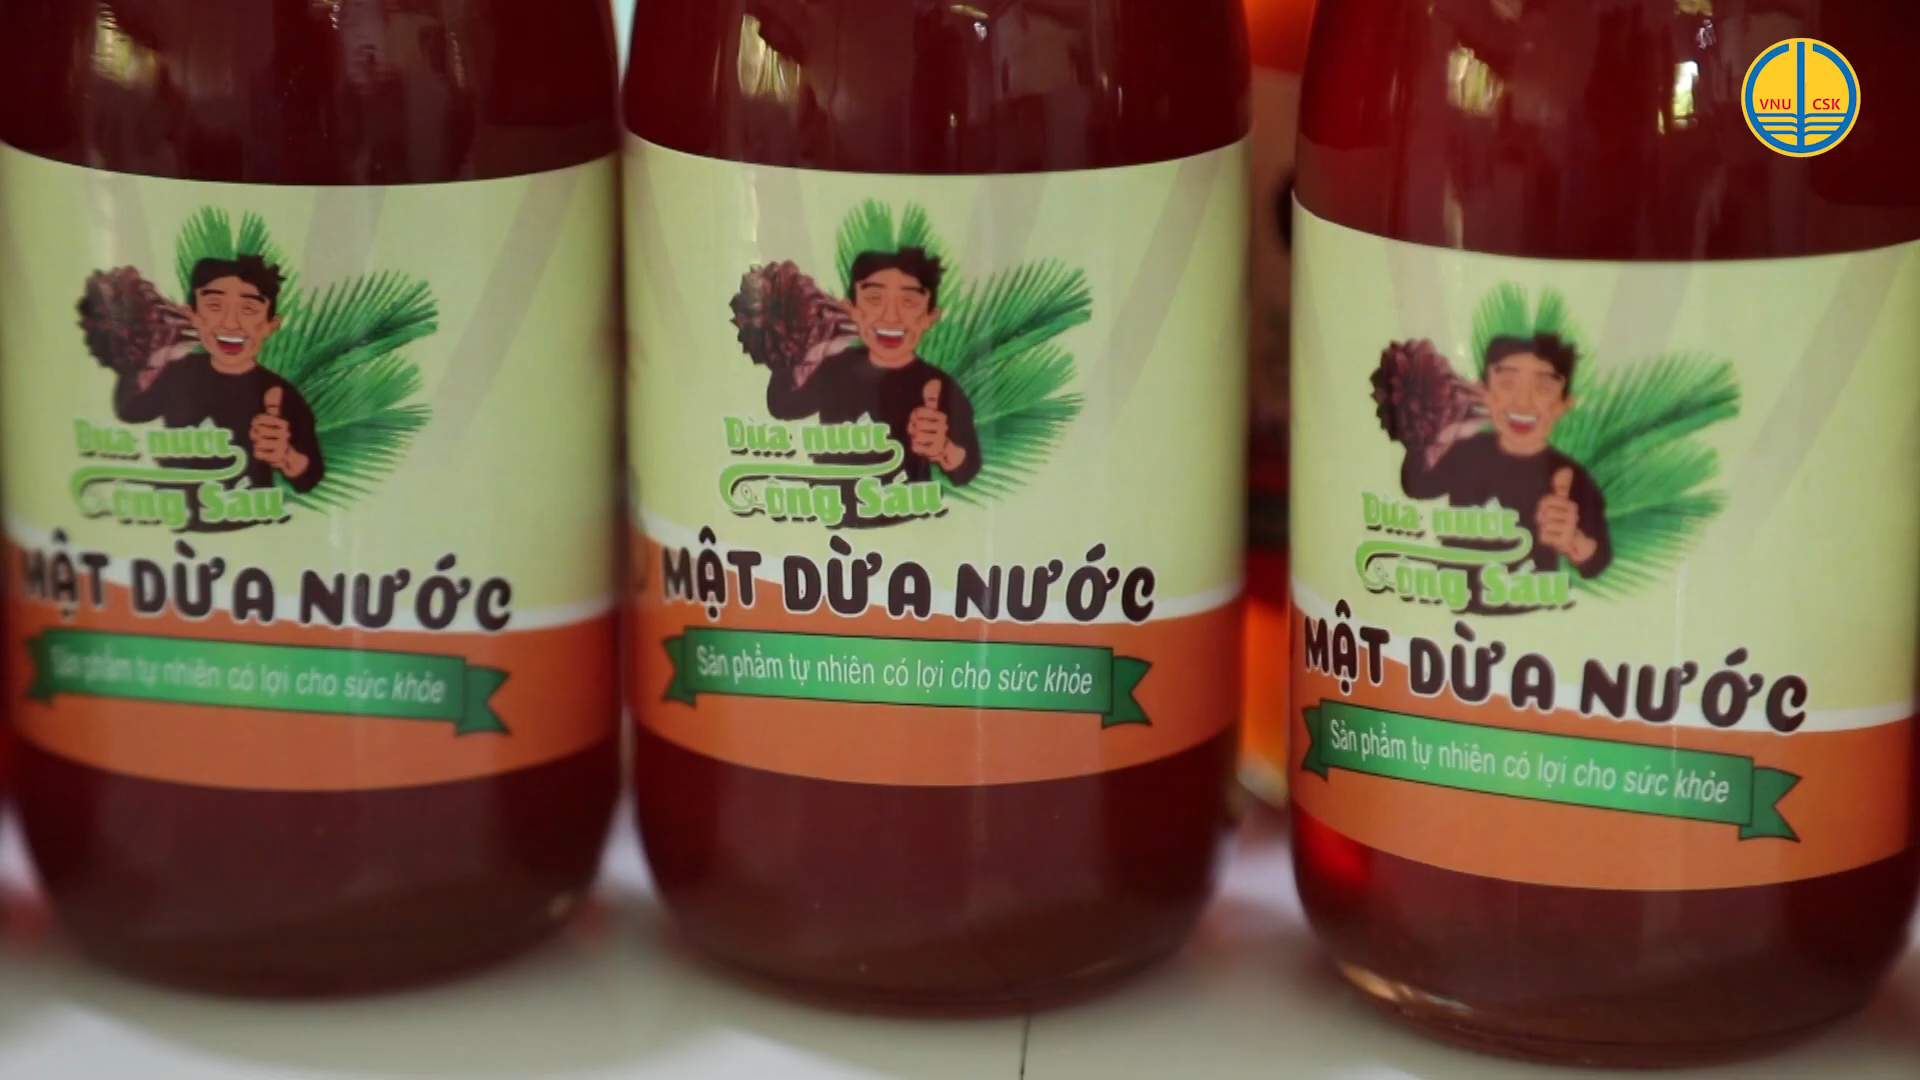 VNU CSK
Dừa nước
ông Sáu
MẬT DỪA NƯỚC
Sản phẩm tự nhiên có lợi cho sức khỏe
Dừa nước
ông Sáu
MẬT DỪA NƯỚC
Sản phẩm tự nhiên có lợi cho sức khỏe
Dừa nước
ông Sáu
MẬT DỪA NƯỚC
Sản phẩm tự nhiên có lợi cho sức khỏe